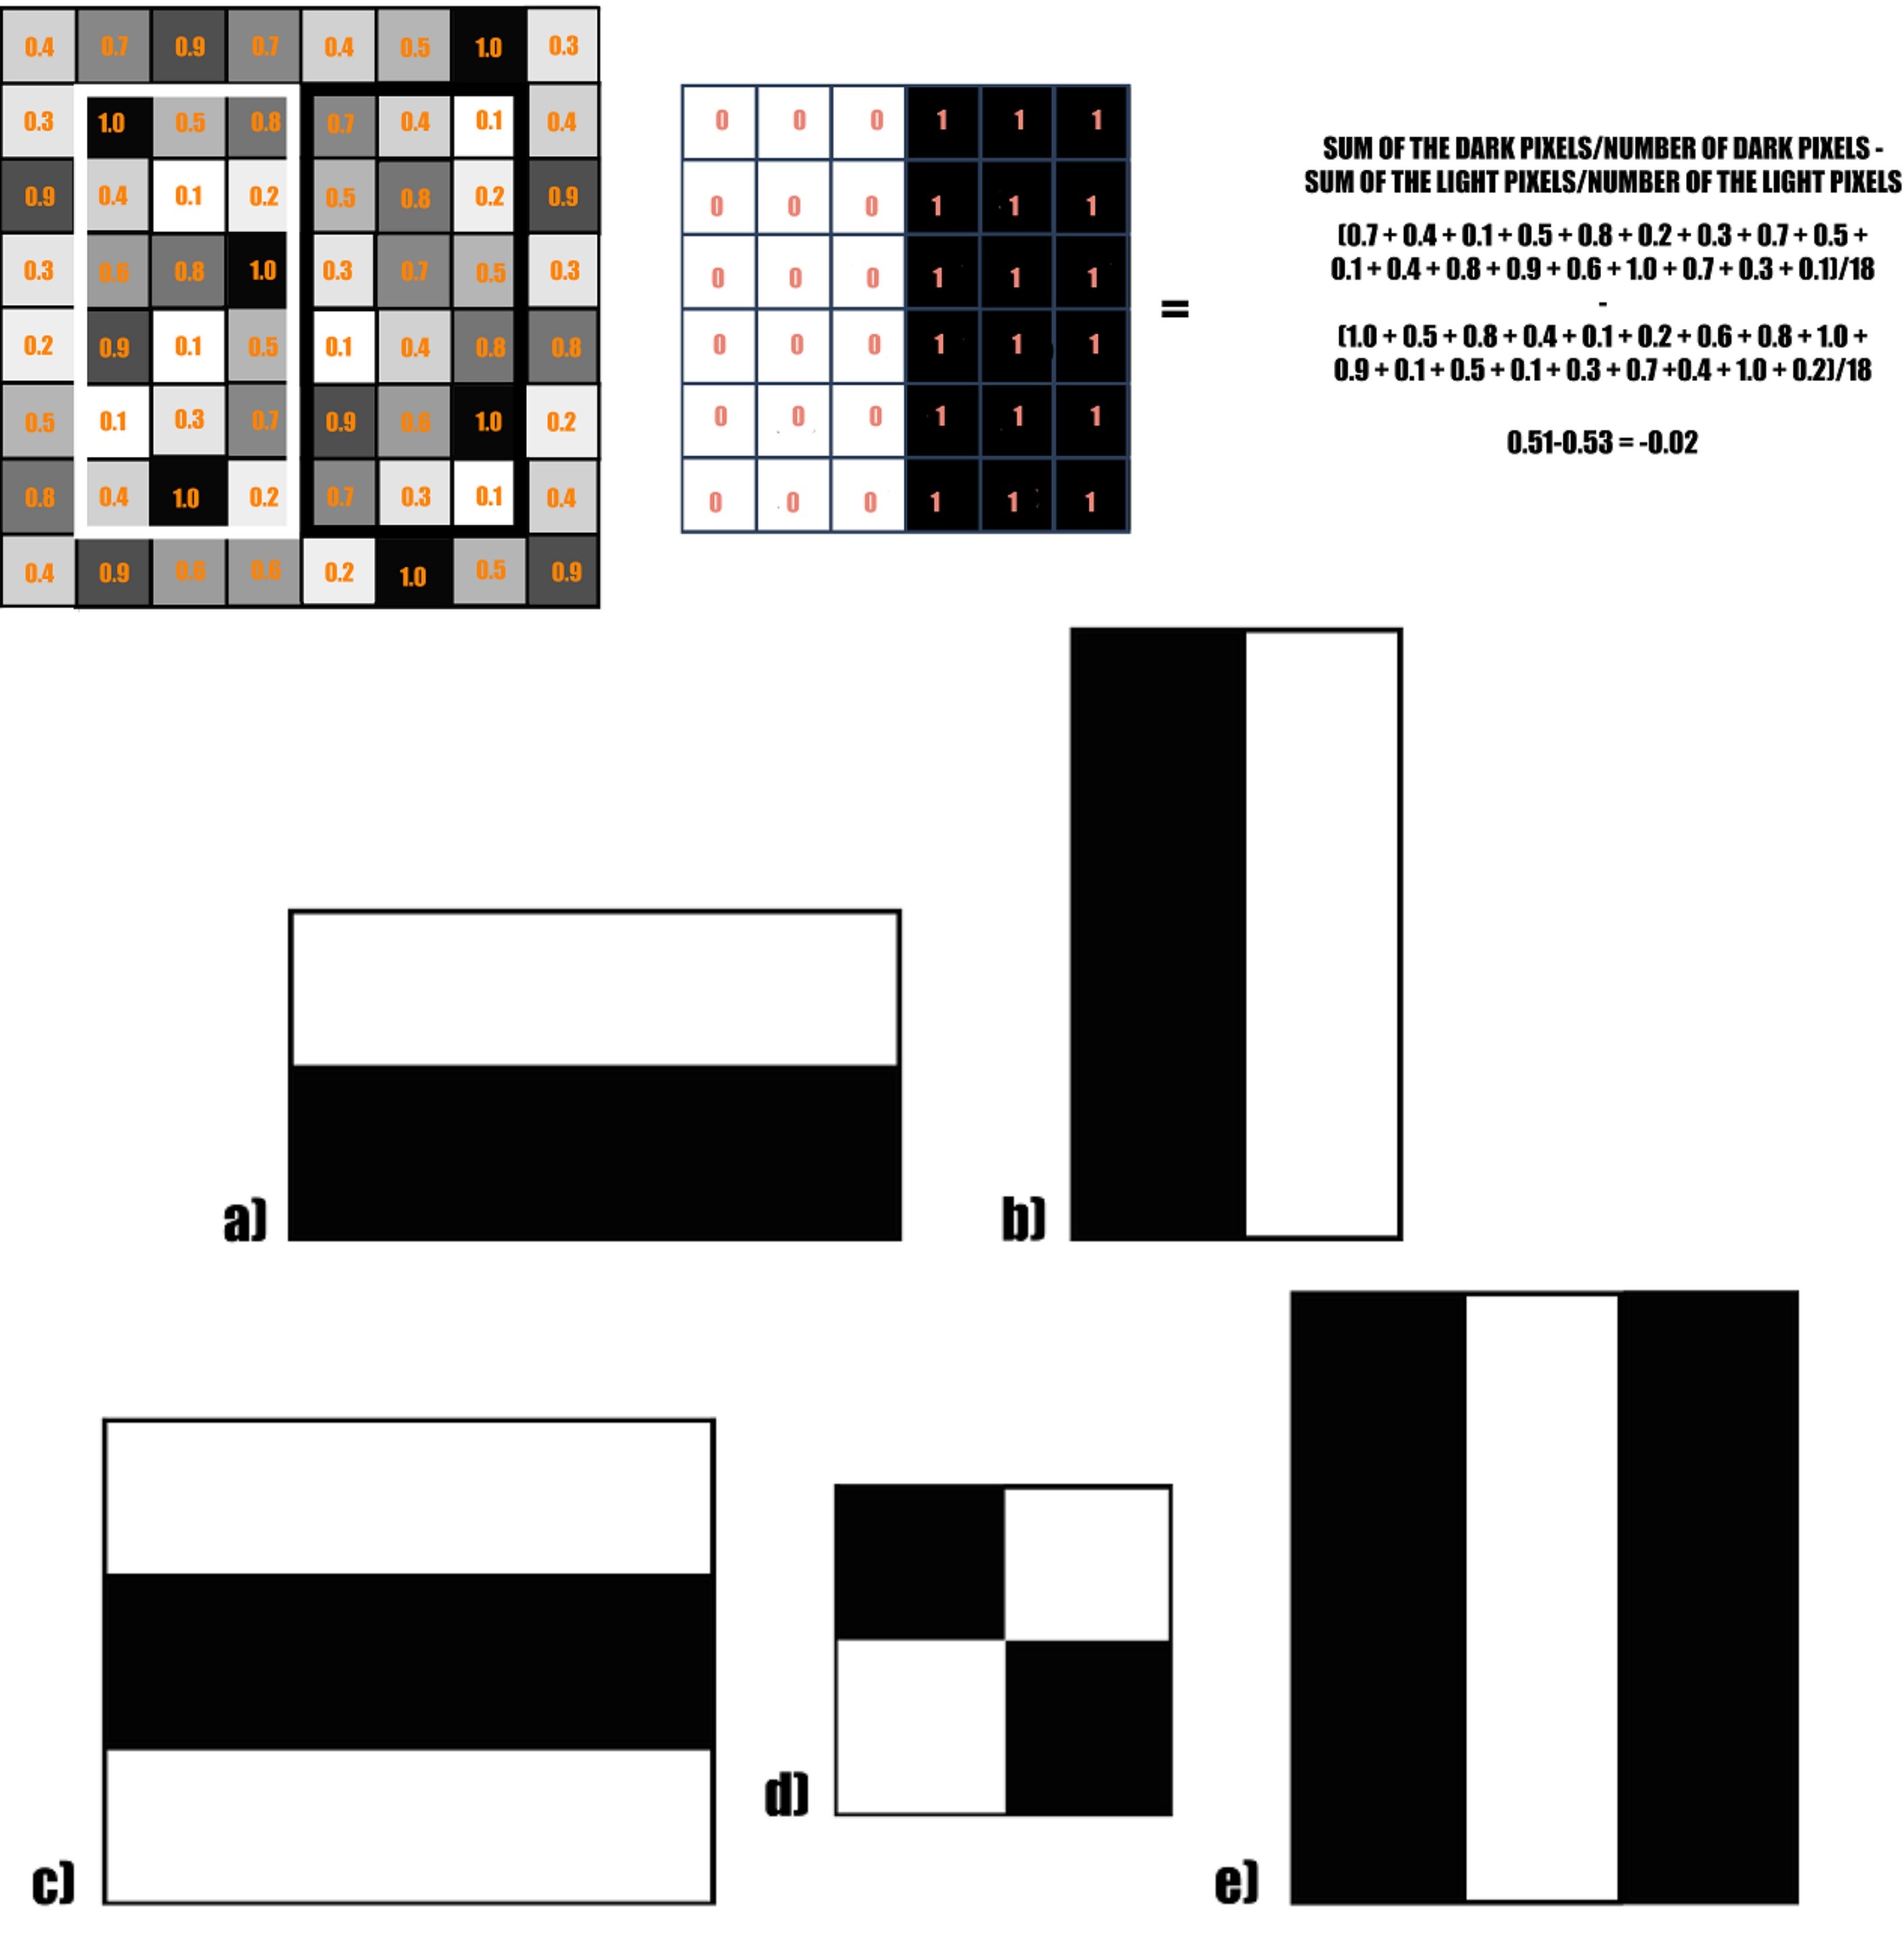 0.4 0.7 0.9 0.7 0.4 0.5 1.0 0.3
0.3 1.0 0.5 0.8 0.7 0.4 0.1 0.4
0.9 0.4 0.1 0.2 0.5 0.8 0.2 0.9
0.3 0.6 0.8 1.0 0.3 0.7 0.5 0.3
0.2 0.9 0.1 0.5 0.1 0.4 0.8 0.8
0.5 0.1 0.3 0.7 0.9 0.6 1.0 0.2
0.8 0.4 1.0 0.2 0.7 0.3 0.1 0.4
0.4 0.9 0.6 0.6 0.2 1.0 0.5 0.9
0 0 0 1 1 1
0 0 0 1 1 1
0 0 0 1 1 1
0 0 0 1 1 1
0 0 0 1 1 1
0 0 0 1 1 1
=
SUM OF THE DARK PIXELS/NUMBER OF DARK PIXELS -
SUM OF THE LIGHT PIXELS/NUMBER OF THE LIGHT PIXELS
(0.7 + 0.4 + 0.1 + 0.5 + 0.8 + 0.2 + 0.3 + 0.7 + 0.5 +
0.1 + 0.4 + 0.8 + 0.9 + 0.6 + 1.0 + 0.7 + 0.3 + 0.1)/18
-
(1.0 + 0.5 + 0.8 + 0.4 + 0.1 + 0.2 + 0.6 + 0.8 + 1.0 +
0.9 + 0.1 + 0.5 + 0.1 + 0.3 + 0.7 +0.4 + 1.0 + 0.2)/18
0.51-0.53 = -0.02
a)
b)
c)
d)
e)